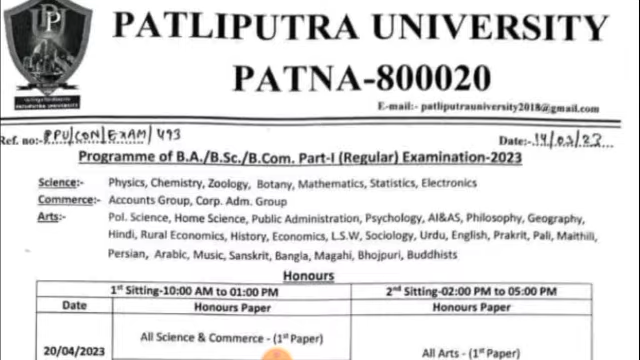 PATLIPUTRA UNIVERSITY
PATNA-800020
PATLIPUTRA UNIVERSITY
E-mail:- patliputrauniversity2018@gmail.com
Ref. no:- PPU/CON/EXAM/493
Date:- 14/03/23
Programme of B.A./B.Sc./B.Com. Part-I (Regular) Examination-2023
Science:- Physics, Chemistry, Zoology, Botany, Mathematics, Statistics, Electronics
Commerce:- Accounts Group, Corp. Adm. Group
Arts:- Pol. Science, Home Science, Public Administration, Psychology, AI&AS, Philosophy, Geography,
Hindi, Rural Economics, History, Economics, L.S.W, Sociology, Urdu, English, Prakrit, Pali, Maithili,
Persian, Arabic, Music, Sanskrit, Bangla, Magahi, Bhojpuri, Buddhists
Honours
1st Sitting-10:00 AM to 01:00 PM 2nd Sitting-02:00 PM to 05:00 PM
Date Honours Paper Honours Paper
All Science & Commerce - (1st Paper)
20/04/2023 All Arts - (1st Paper)